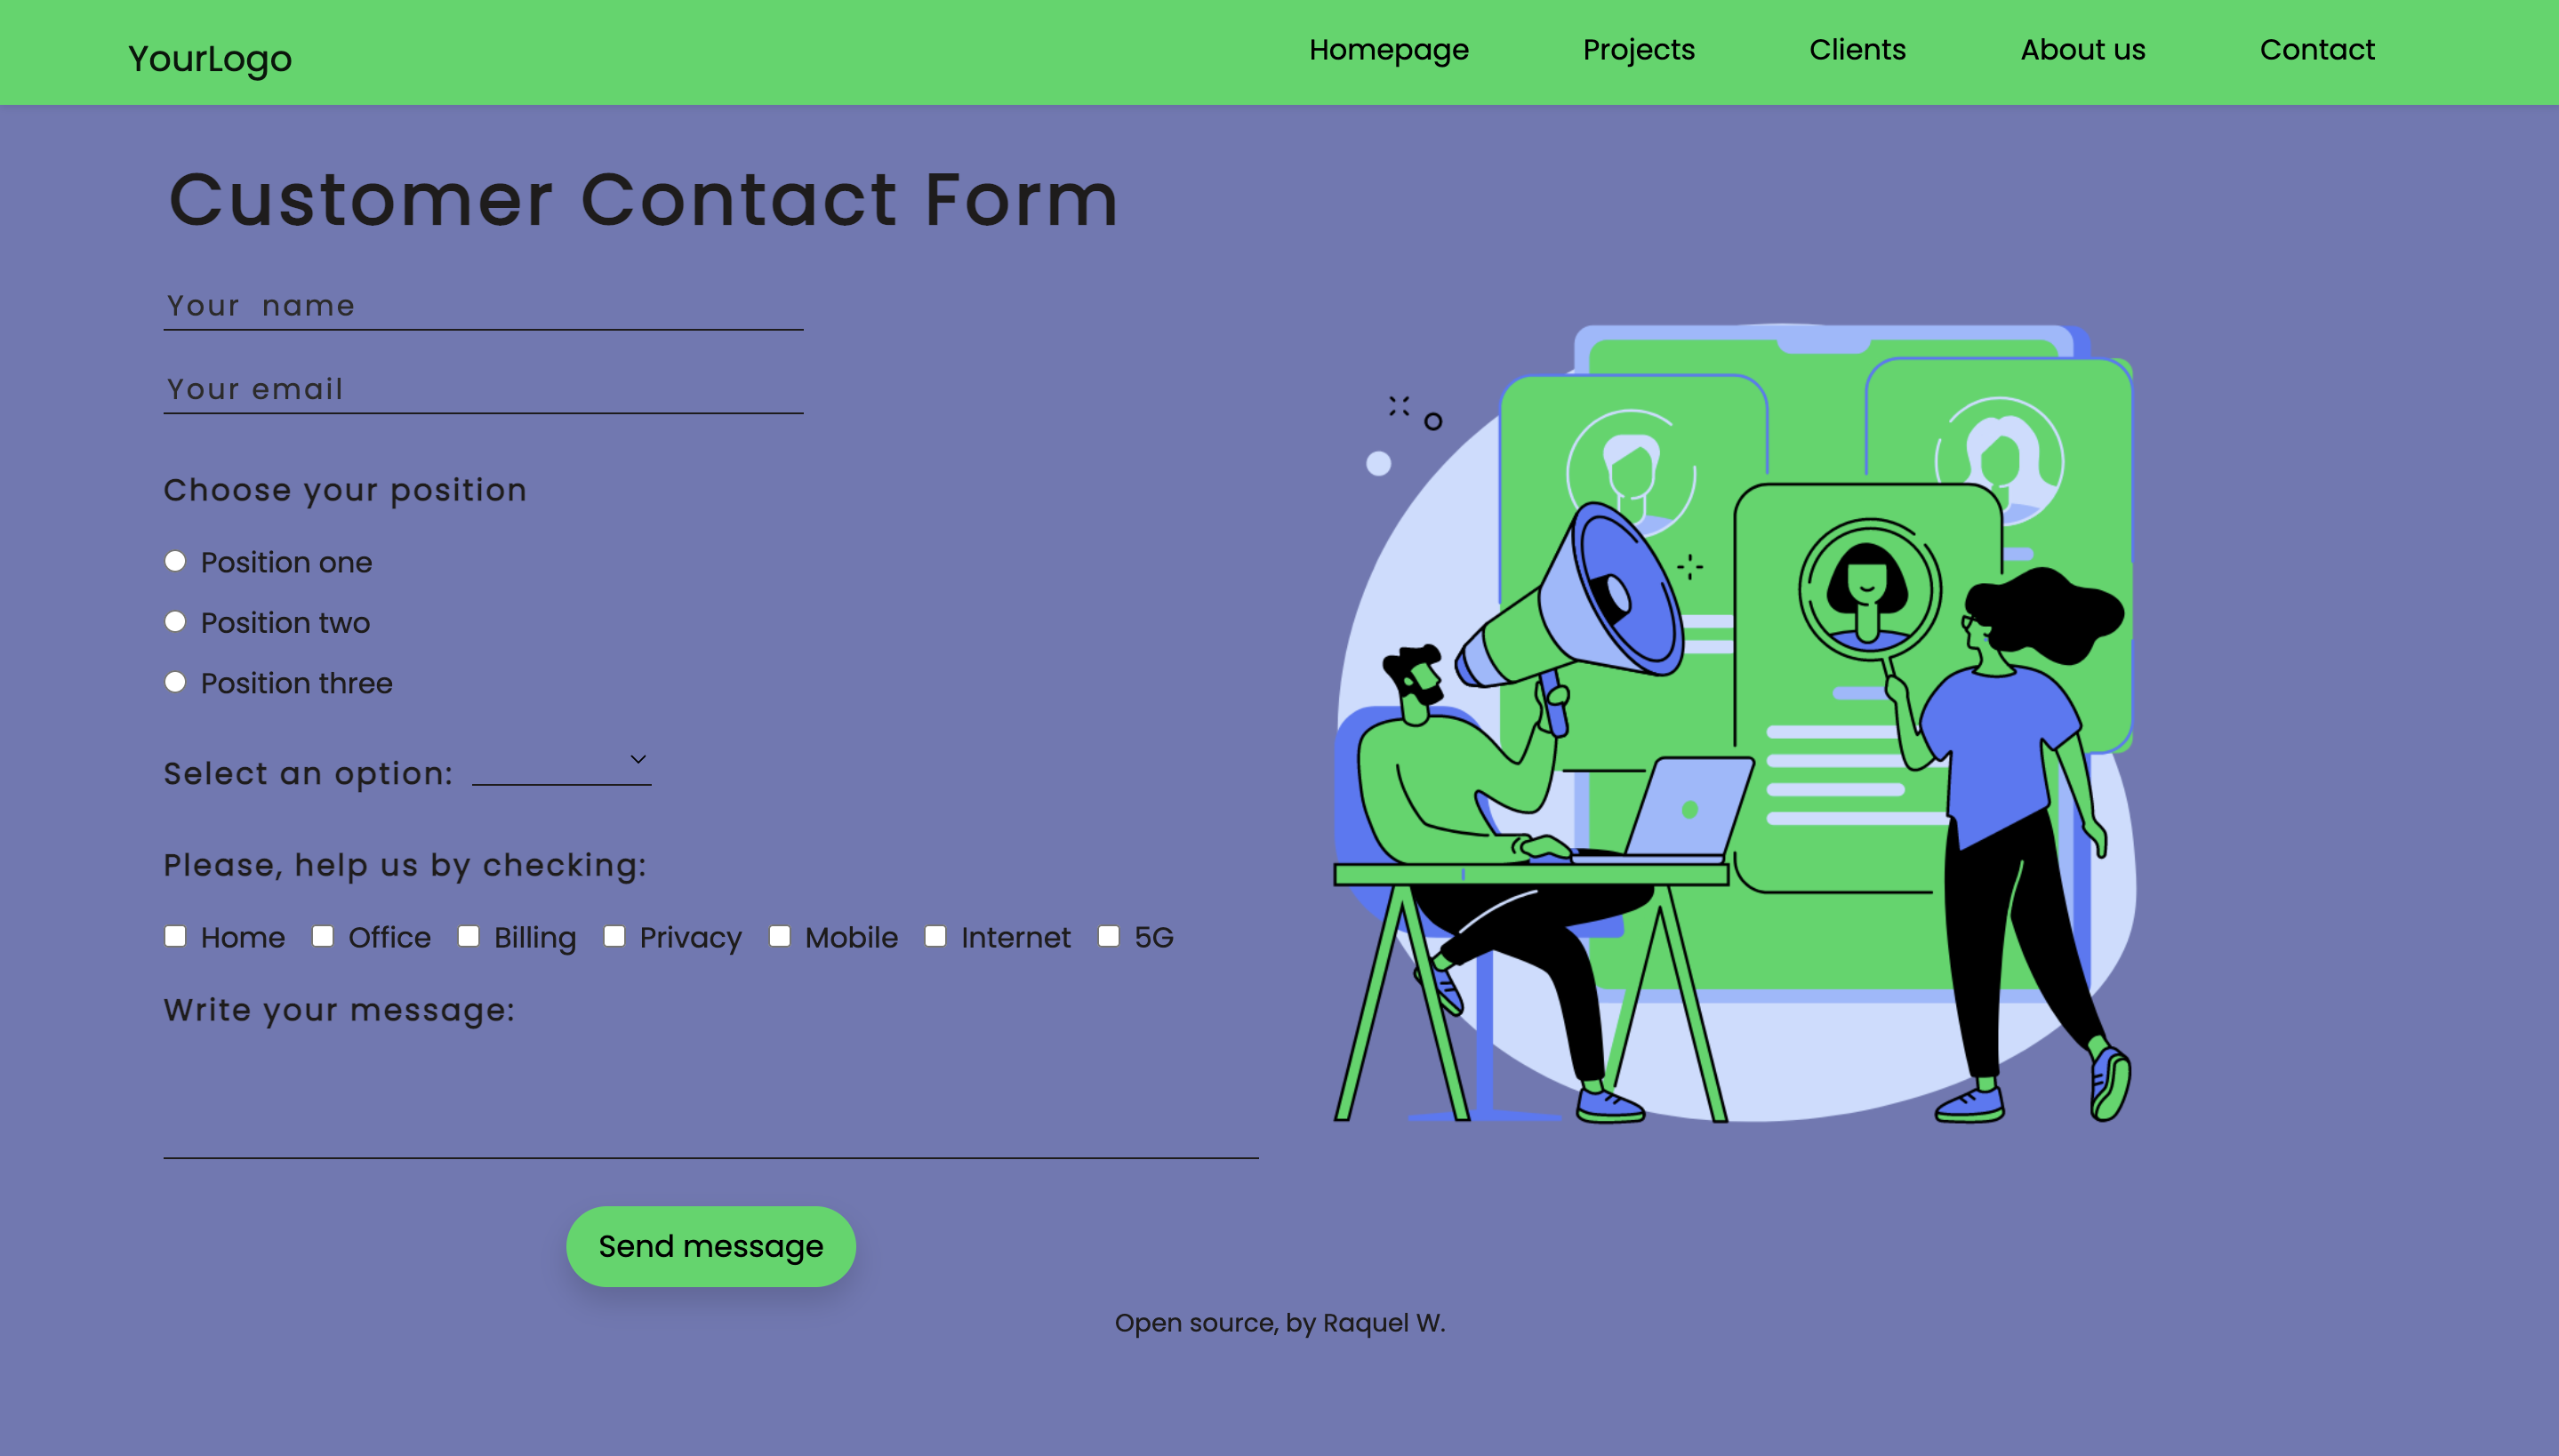 YourLogo
Homepage Projects Clients About us Contact
Customer Contact Form
Your  name
Your email
Choose your position
Position one
Position two
Position three
Select an option:
Please, help us by checking:
Home Office Billing Privacy Mobile Internet 5G
Write your message:
Send message
Open source, by Raquel W.